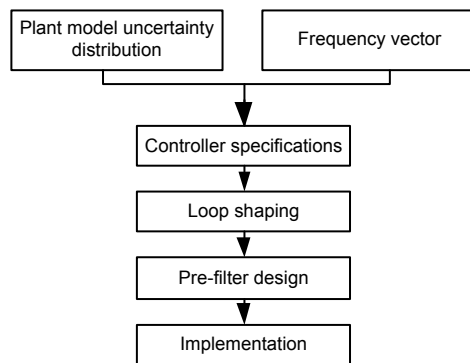 Plant model uncertainty
distribution
Frequency vector
Controller specifications
Loop shaping
Pre-filter design
Implementation